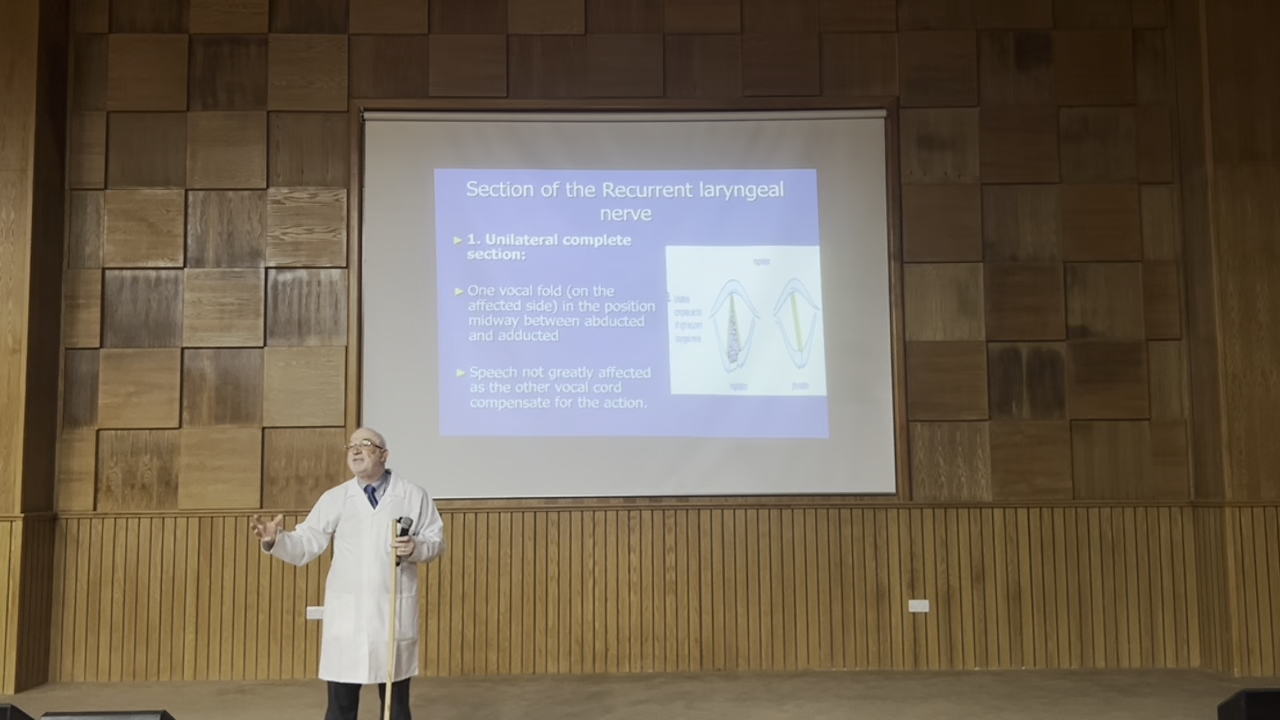 Section of the Recurrent laryngeal
nerve
1. Unilateral complete
section:
One vocal fold (on the
affected side) in the position
midway between abducted
and adducted
Speech not greatly affected
as the other vocal cord
compensate for the action.